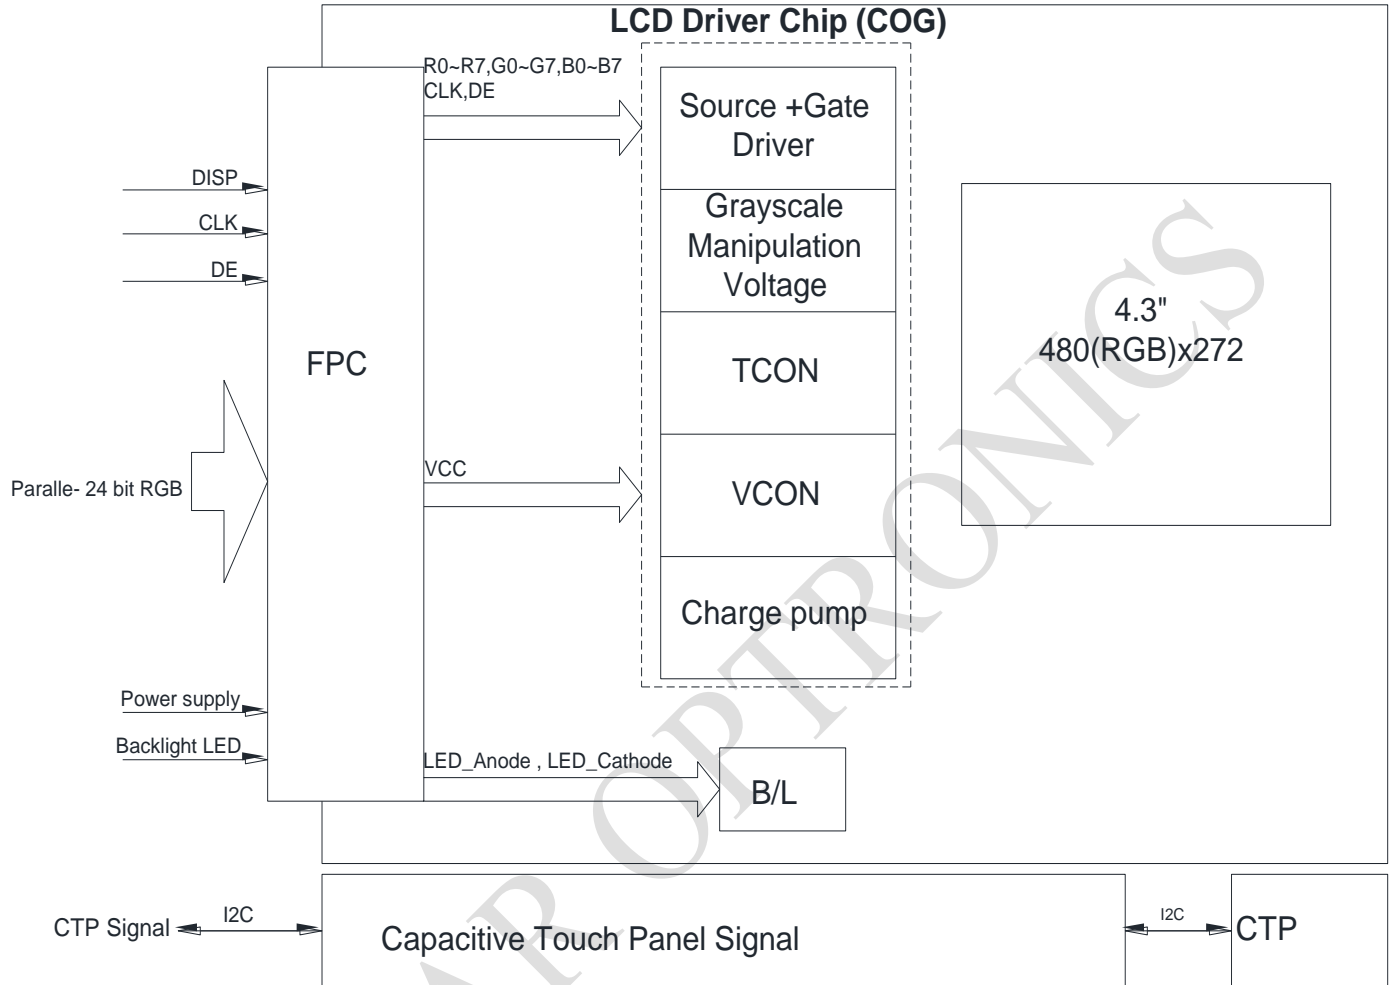 LCD Driver Chip (COG)
R0~R7,G0~G7,B0~B7
CLK,DE
Source +Gate
Driver
DISP
CLK
DE
Grayscale
Manipulation
Voltage
4.3"
480(RGB)x272
FPC
TCON
Paralle- 24 bit RGB
VCC
VCON
Charge pump
Power supply
Backlight LED
LED_Anode , LED_Cathode
B/L
CTP Signal
I2C
Capacitive Touch Panel Signal
I2C
CTP
AR OPTRONICS